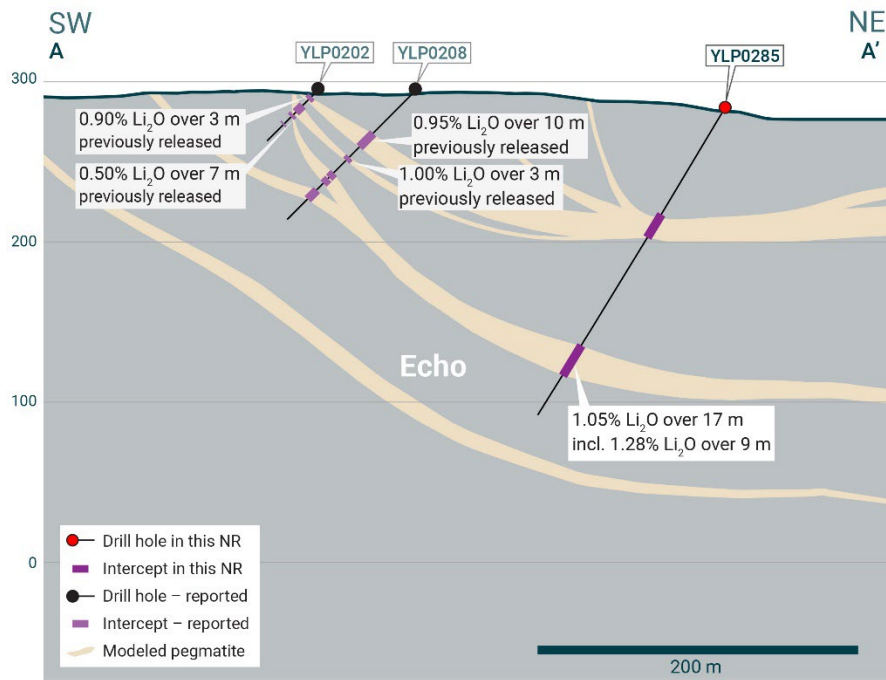 SW
A
NE
A'
YLP0202
YLP0208
YLP0285
300
200
100
0
0.90% Li₂O over 3 m
previously released
0.50% Li₂O over 7 m
previously released
0.95% Li₂O over 10 m
previously released
1.00% Li₂O over 3 m
previously released
Echo
1.05% Li₂O over 17 m
incl. 1.28% Li₂O over 9 m
Drill hole in this NR
Intercept in this NR
Drill hole – reported
Intercept – reported
Modeled pegmatite
200 m